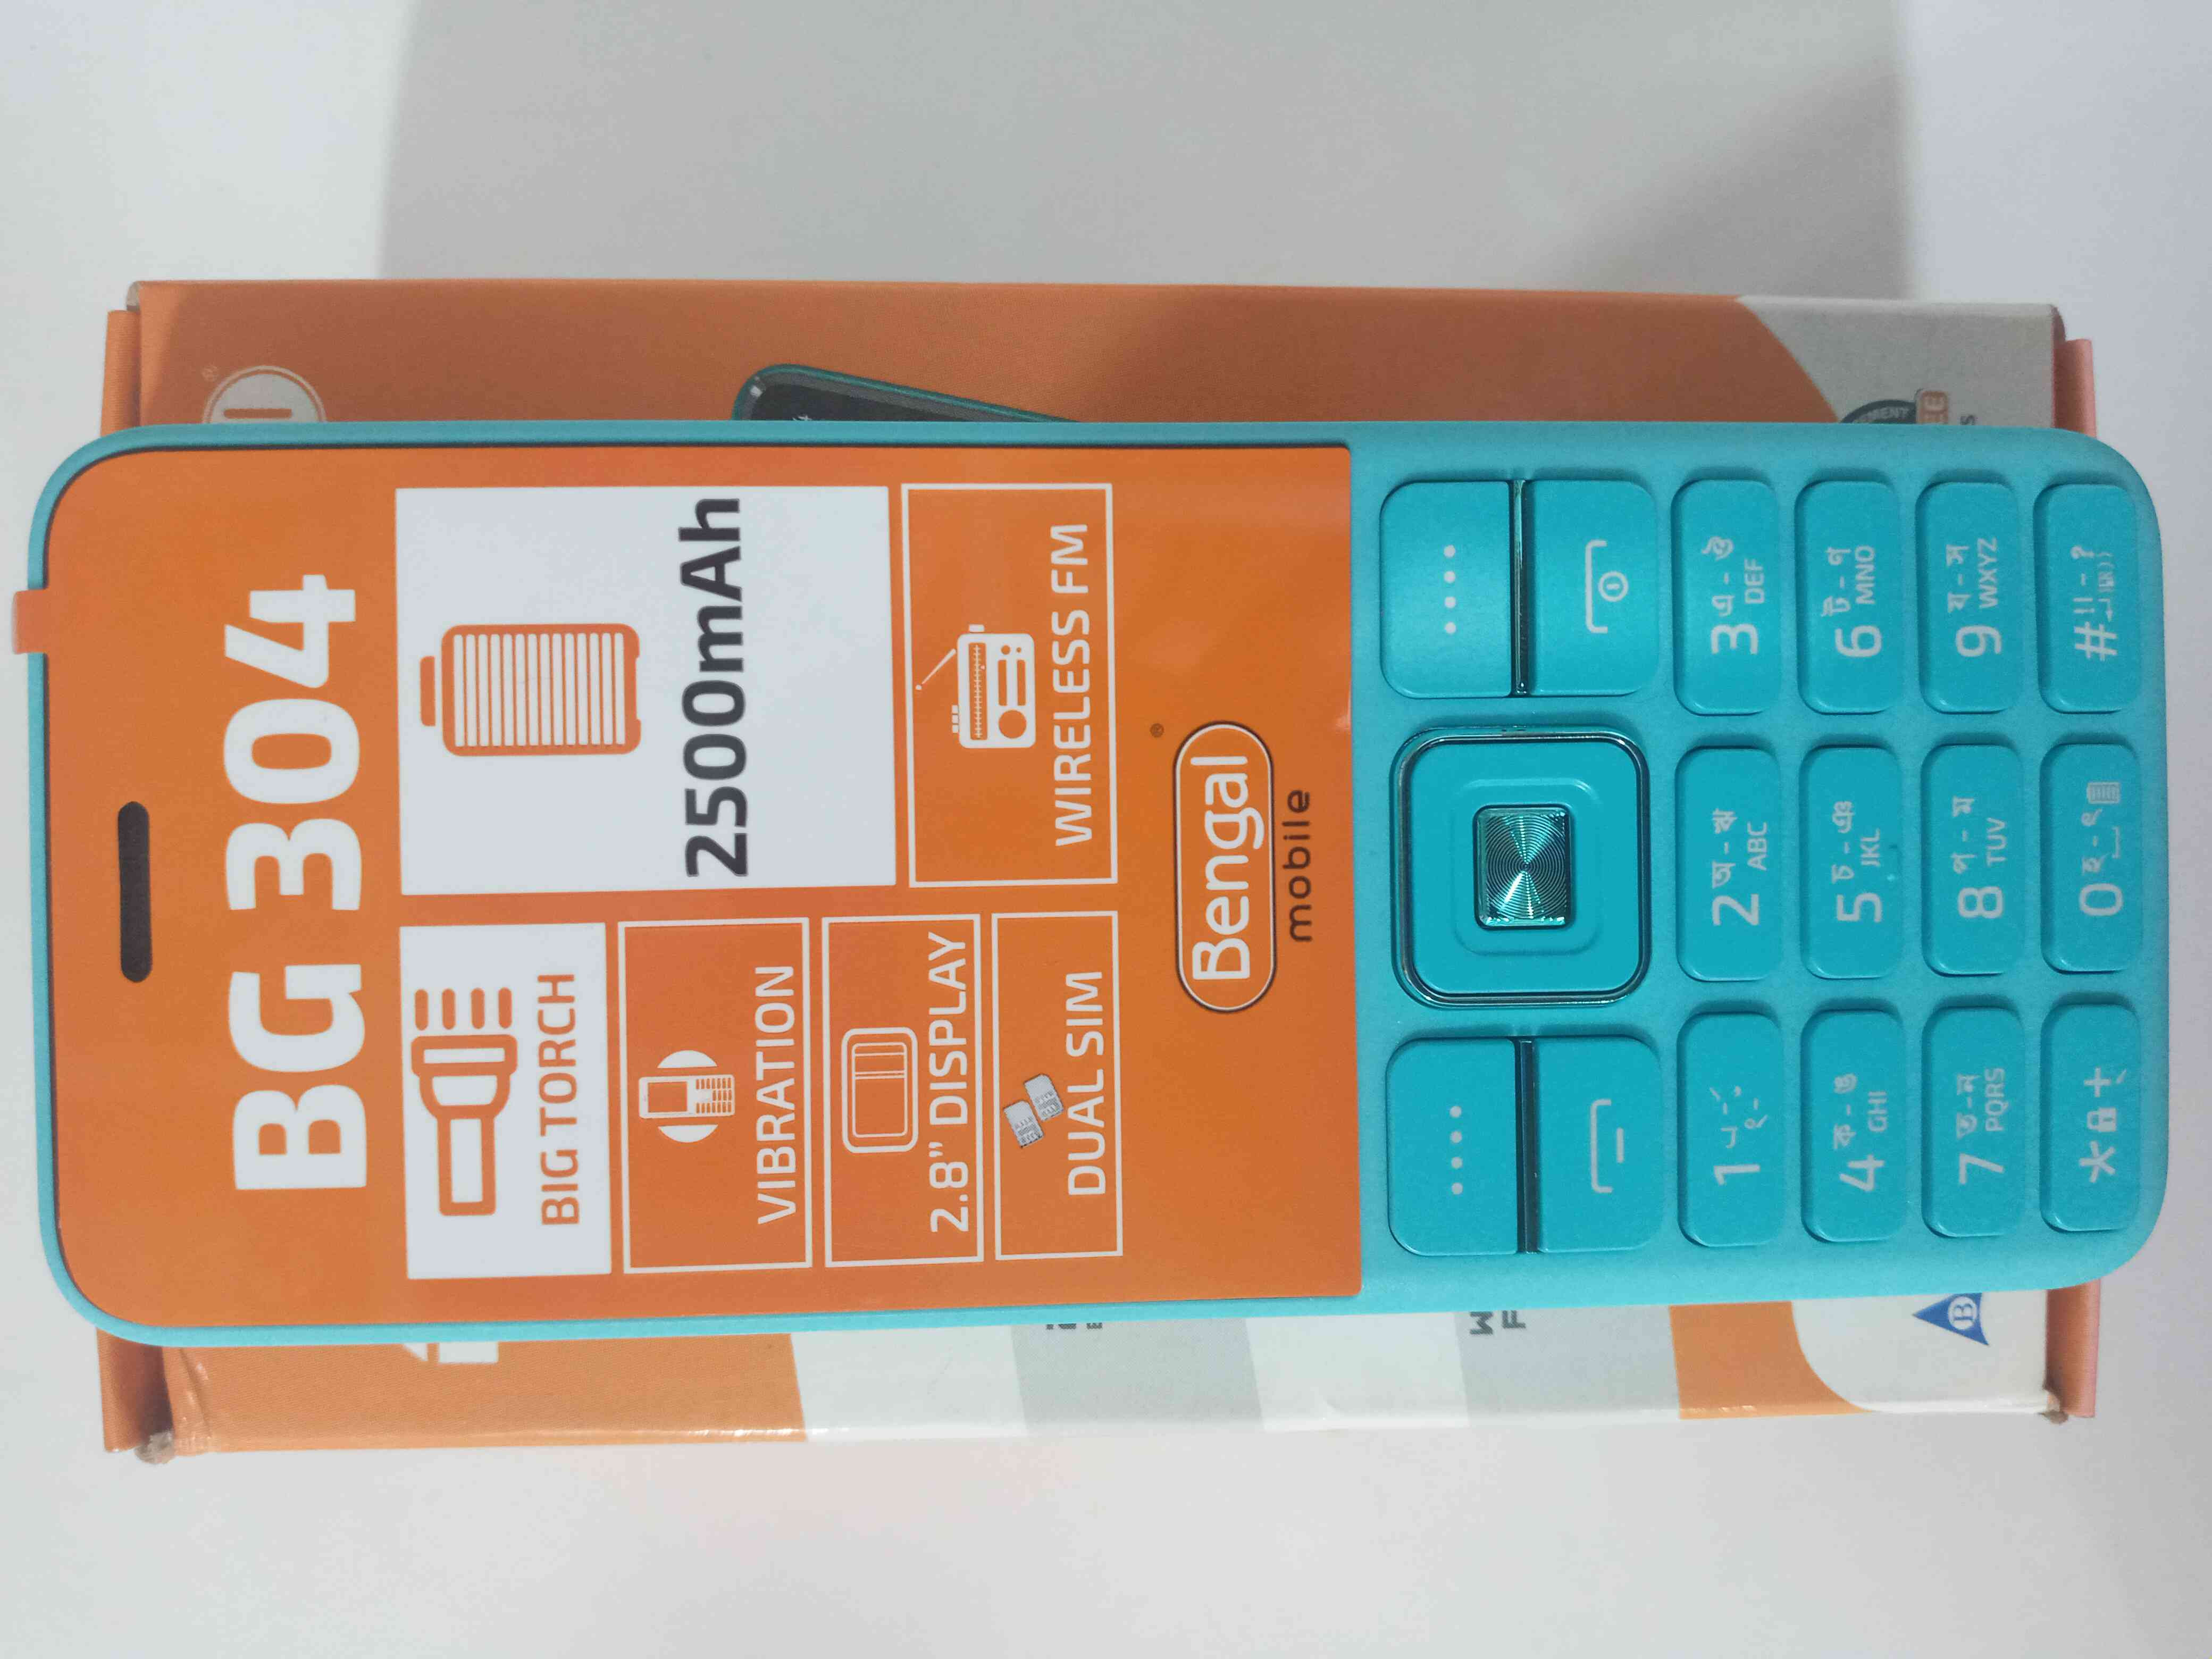 BG 304
BIG TORCH
2500mAh
VIBRATION
2.8" DISPLAY
WIRELESS FM
DUAL SIM
Bengal®
mobile
1
2 অ-ঝ
ABC
3 এ-ঔ
DEF
4 ক-ঙ
GHI
5 চ-ঞ
JKL
6 ট-ণ
MNO
7 ত-ন
PQRS
8 প-ম
TUV
9 য-স
WXYZ
* +
0 হ-ৎ
# !।-?